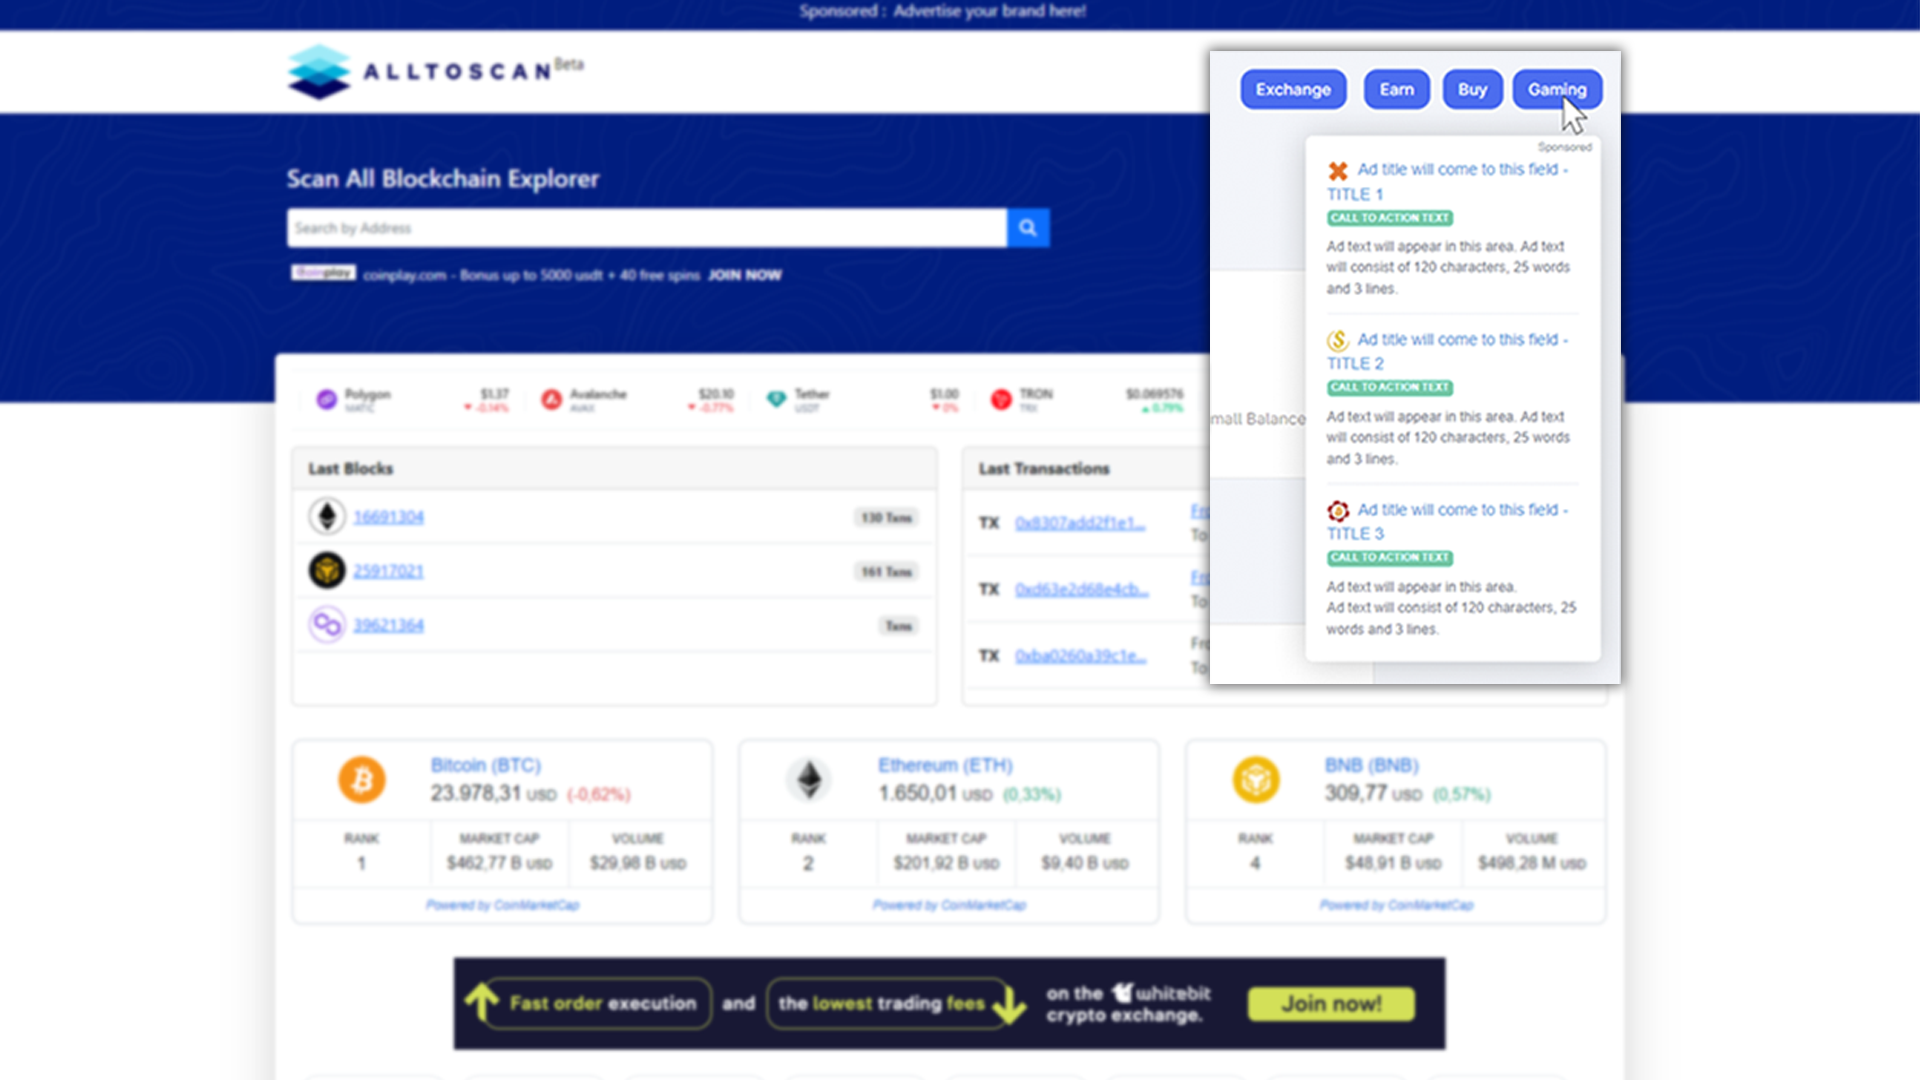 Sponsored : Advertise your brand here!
ALLTOSCAN Beta
Exchange Earn Buy Gaming
Sponsored
Ad title will come to this field -
TITLE 1
CALL TO ACTION TEXT
Ad text will appear in this area. Ad text
will consist of 120 characters, 25 words
and 3 lines.
Ad title will come to this field -
TITLE 2
CALL TO ACTION TEXT
Ad text will appear in this area. Ad text
will consist of 120 characters, 25 words
and 3 lines.
Ad title will come to this field -
TITLE 3
CALL TO ACTION TEXT
Ad text will appear in this area.
Ad text will consist of 120 characters, 25
words and 3 lines.
mall Balance
Scan All Blockchain Explorer
Search by Address
Coinplay coinplay.com - Bonus up to 5000 usdt + 40 free spins JOIN NOW
Polygon $1.37 Avalanche $20.10 Tether $1.00 TRON $0.069576
MATIC -0.14% AVAX -0.77% USDT 0% TRX 0.79%
Last Blocks
16691304 130 Txns
25917021 161 Txns
39621364 Txns
Last Transactions
TX 0x8307add2f1e1... Fro
To
TX 0xd63e2d68e4cb... Fro
To
TX 0xba0260a39c1e... Fro
To
Bitcoin (BTC)
23.978,31 USD (-0,62%)
RANK MARKET CAP VOLUME
1 $462,77 B USD $29,98 B USD
Powered by CoinMarketCap
Ethereum (ETH)
1.650,01 USD (0,33%)
RANK MARKET CAP VOLUME
2 $201,92 B USD $9,40 B USD
Powered by CoinMarketCap
BNB (BNB)
309,77 USD (0,57%)
RANK MARKET CAP VOLUME
4 $48,91 B USD $498,28 M USD
Powered by CoinMarketCap
Fast order execution and the lowest trading fees on the whitebit
crypto exchange.
Join now!